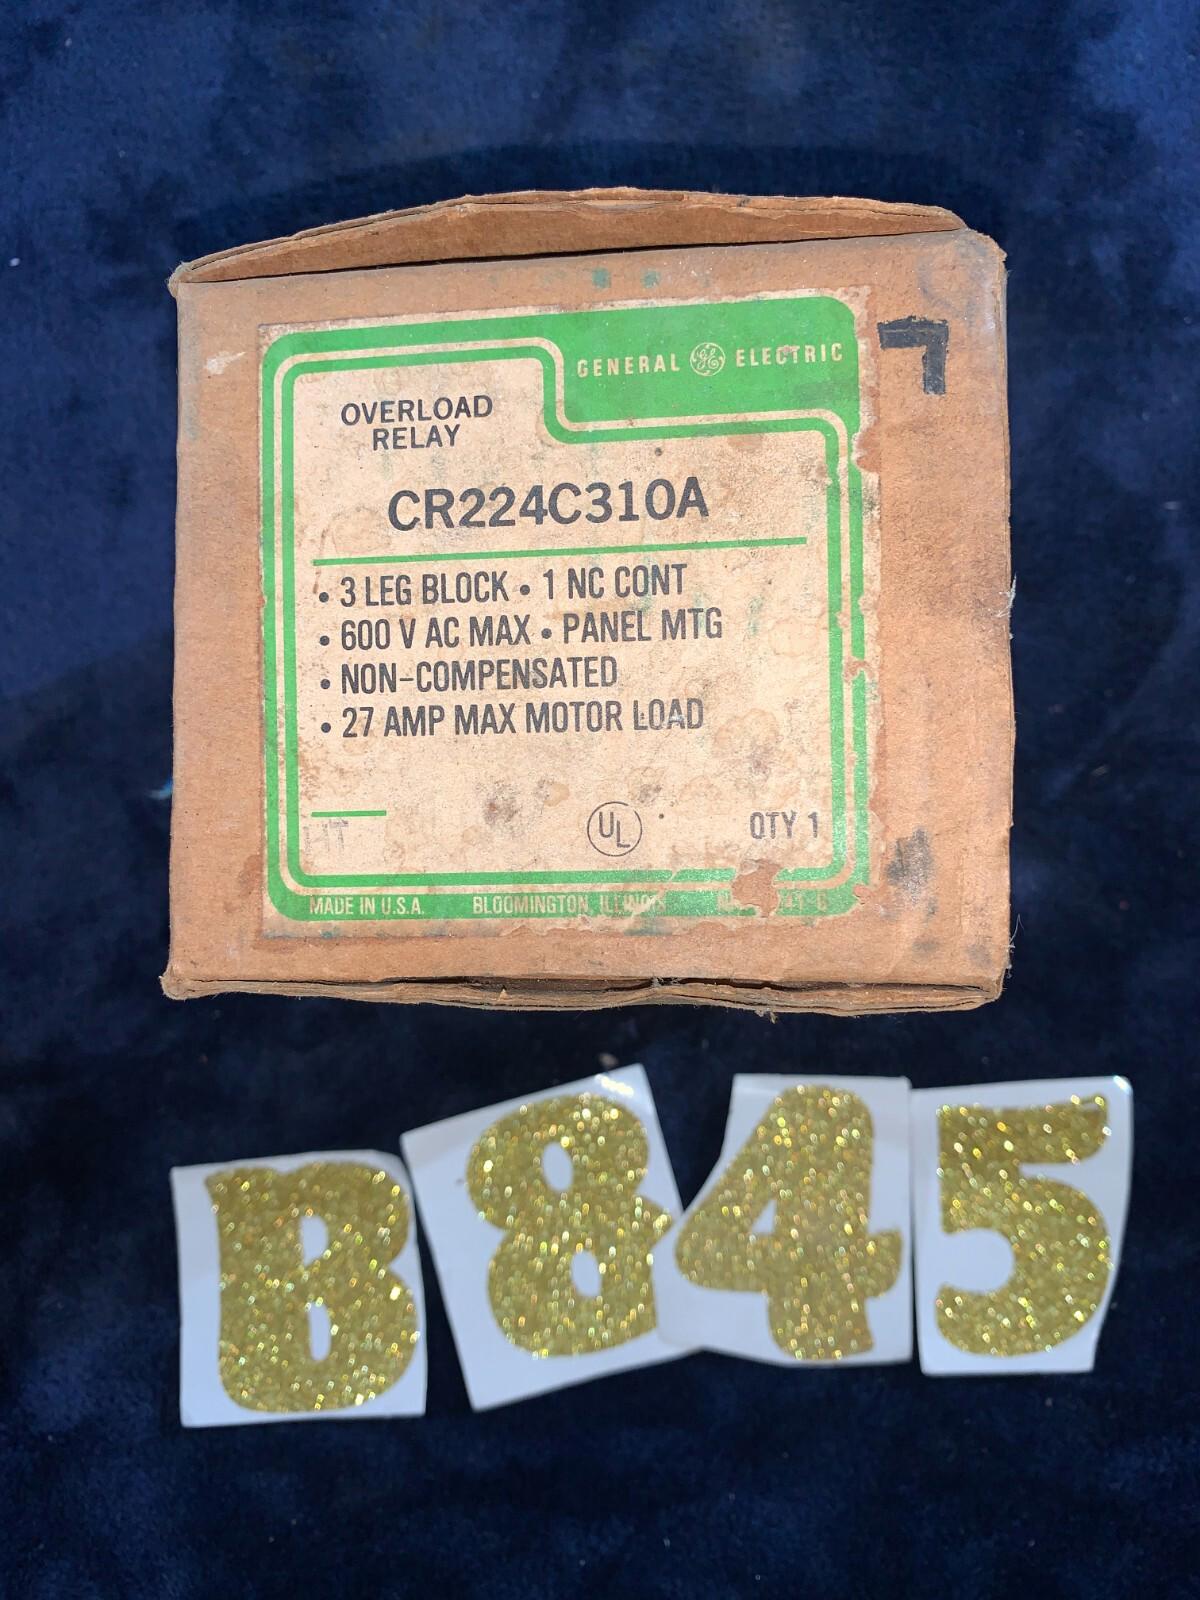 GENERAL GE ELECTRIC
OVERLOAD
RELAY
CR224C310A
• 3 LEG BLOCK • 1 NC CONT
• 600 V AC MAX • PANEL MTG
• NON-COMPENSATED
• 27 AMP MAX MOTOR LOAD
HT
UL
QTY 1
MADE IN U.S.A. BLOOMINGTON, ILLINOIS
B845